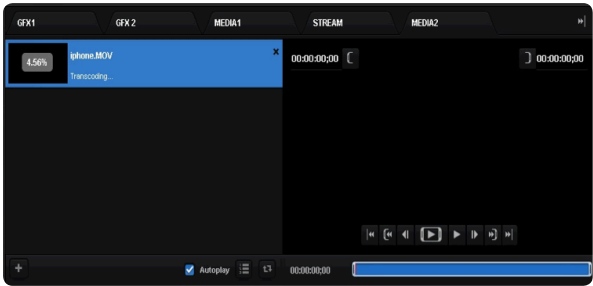 GFX1 GFX 2 MEDIA1 STREAM MEDIA2
4.56% iphone.MOV x
Transcoding...
00:00:00;00 00:00:00;00
Autoplay 00:00:00;00